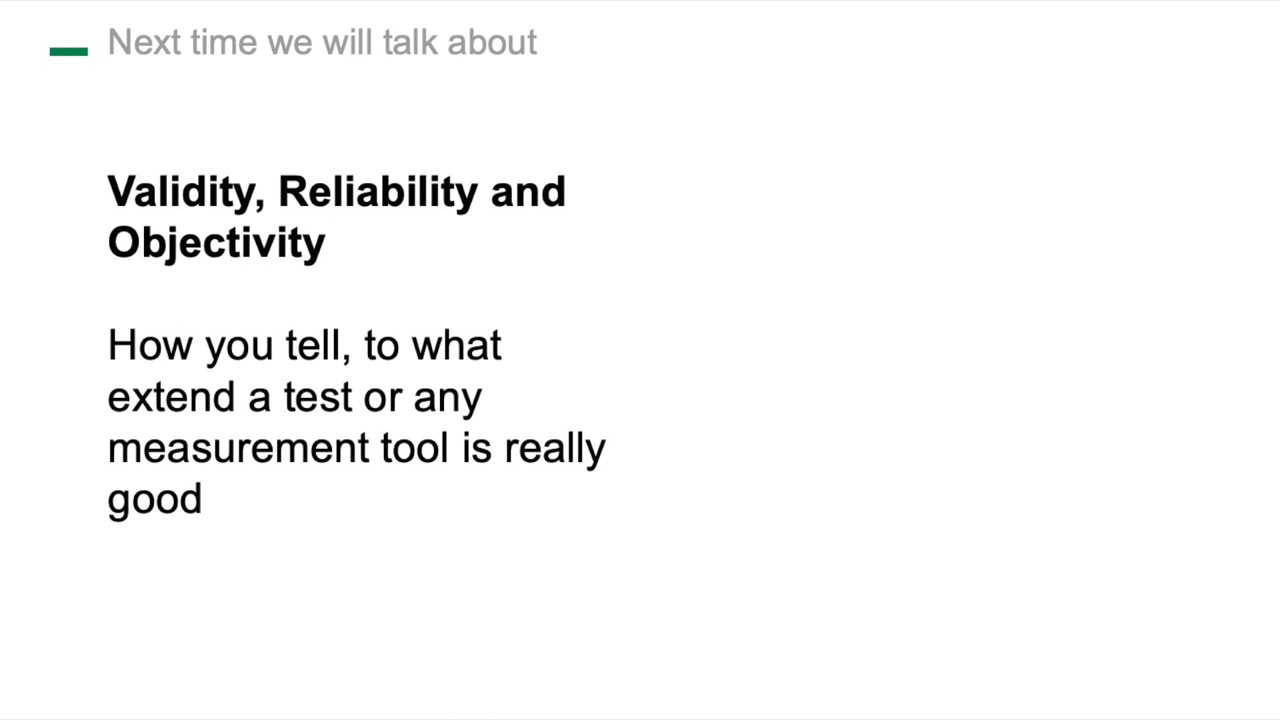 Next time we will talk about
Validity, Reliability and
Objectivity
How you tell, to what
extend a test or any
measurement tool is really
good